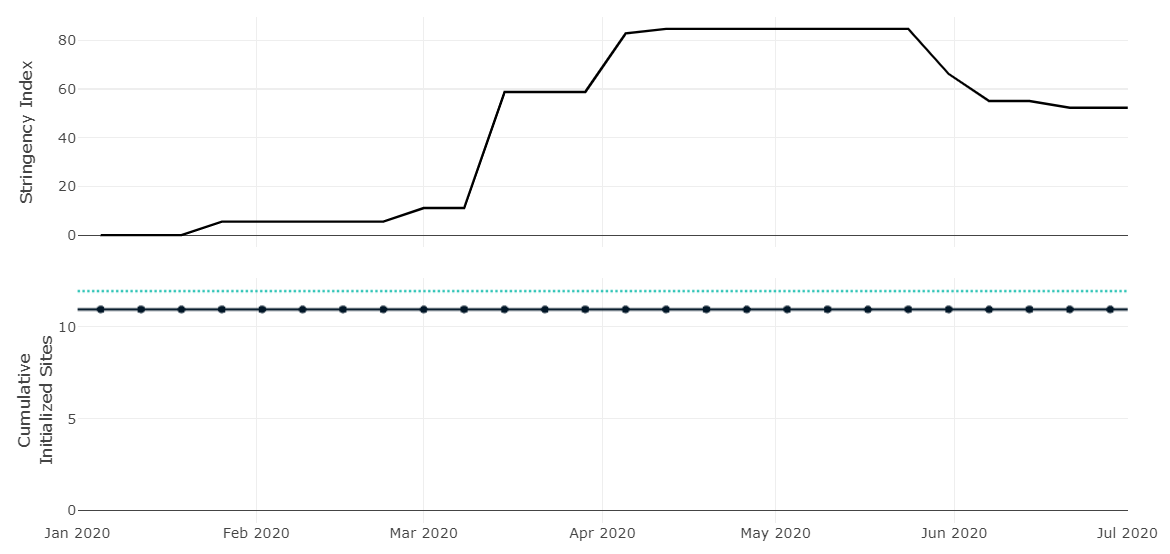 80
60
40
20
0
Stringency Index
10
5
0
Cumulative
Initialized Sites
Jan 2020
Feb 2020
Mar 2020
Apr 2020
May 2020
Jun 2020
Jul 2020